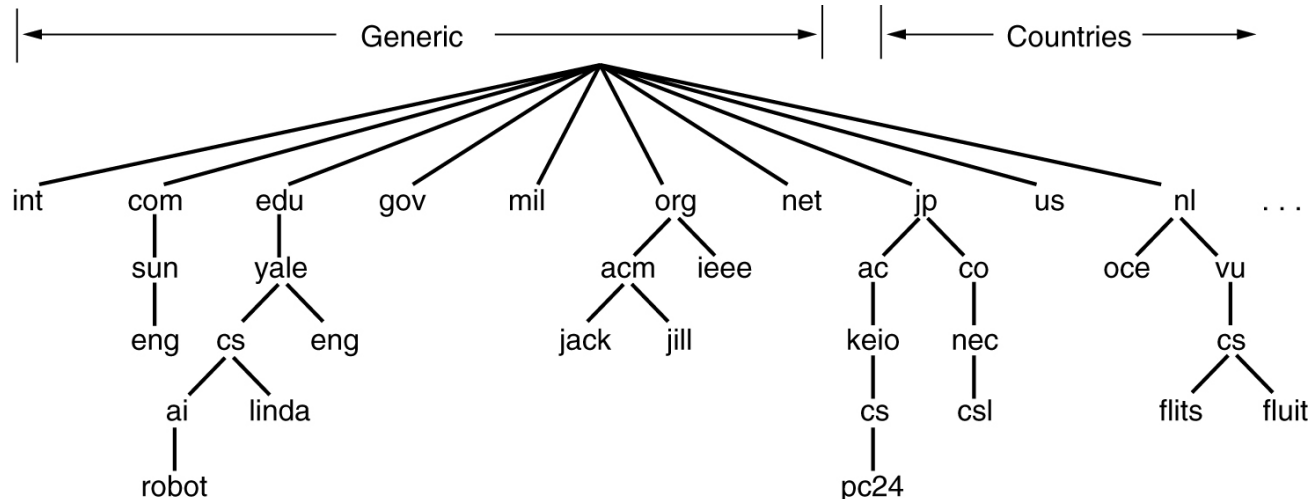 Generic Countries
int com edu gov mil org net jp us nl . . .
sun yale acm ieee ac co oce vu
eng cs eng jack jill keio nec cs
ai linda cs csl flits fluit
robot pc24